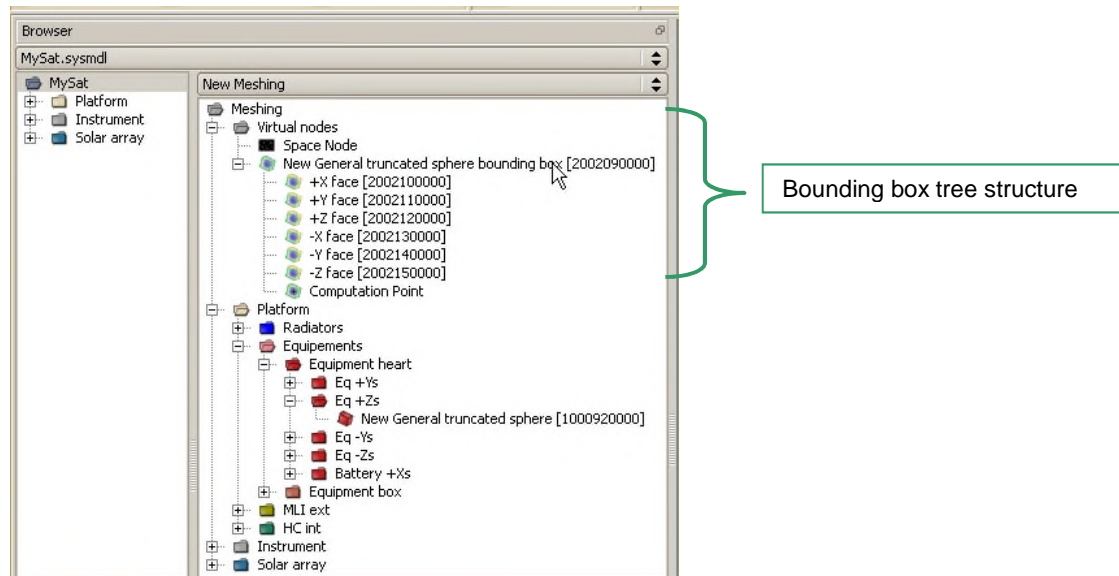 Browser
MySat.sysmdl
MySat
Platform
Instrument
Solar array
New Meshing
Meshing
Virtual nodes
Space Node
New General truncated sphere bounding box [2002090000]
+X face [2002100000]
+Y face [2002110000]
+Z face [2002120000]
-X face [2002130000]
-Y face [2002140000]
-Z face [2002150000]
Computation Point
Platform
Radiators
Equipements
Equipment heart
Eq +Ys
Eq +Zs
New General truncated sphere [1000920000]
Eq -Ys
Eq -Zs
Battery +Xs
Equipment box
MLI ext
HC int
Instrument
Solar array
Bounding box tree structure